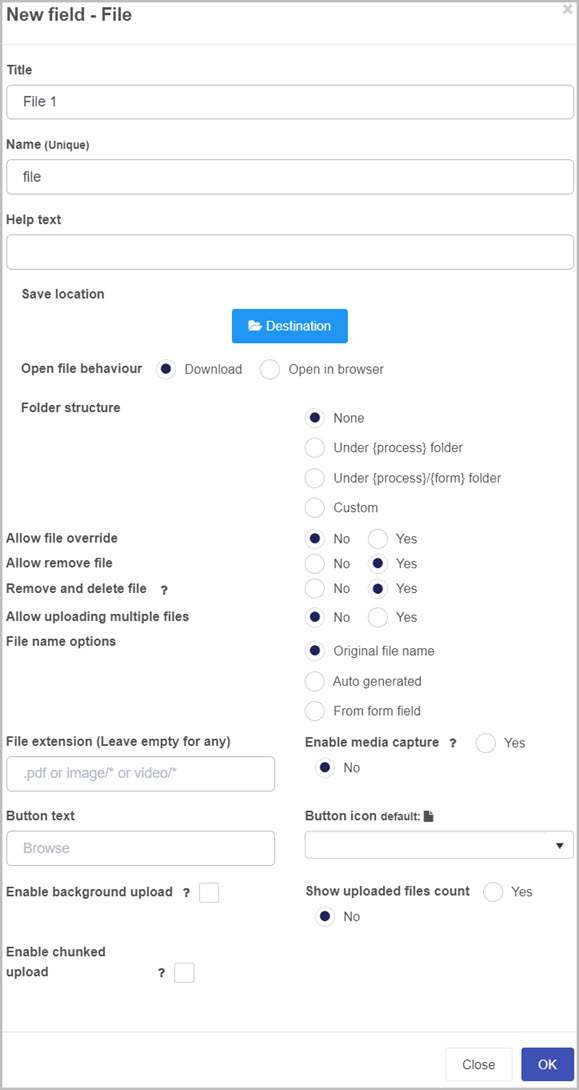 New field - File
×
Title
File 1
Name (Unique)
file
Help text
Save location
Destination
Open file behaviour Download Open in browser
Folder structure
None
Under {process} folder
Under {process}/{form} folder
Custom
Allow file override No Yes
Allow remove file No Yes
Remove and delete file ? No Yes
Allow uploading multiple files No Yes
File name options
Original file name
Auto generated
From form field
File extension (Leave empty for any) Enable media capture ? Yes
.pdf or image/* or video/* No
Button text Button icon default:
Browse
Enable background upload ? Show uploaded files count Yes
No
Enable chunked
upload ?
Close OK